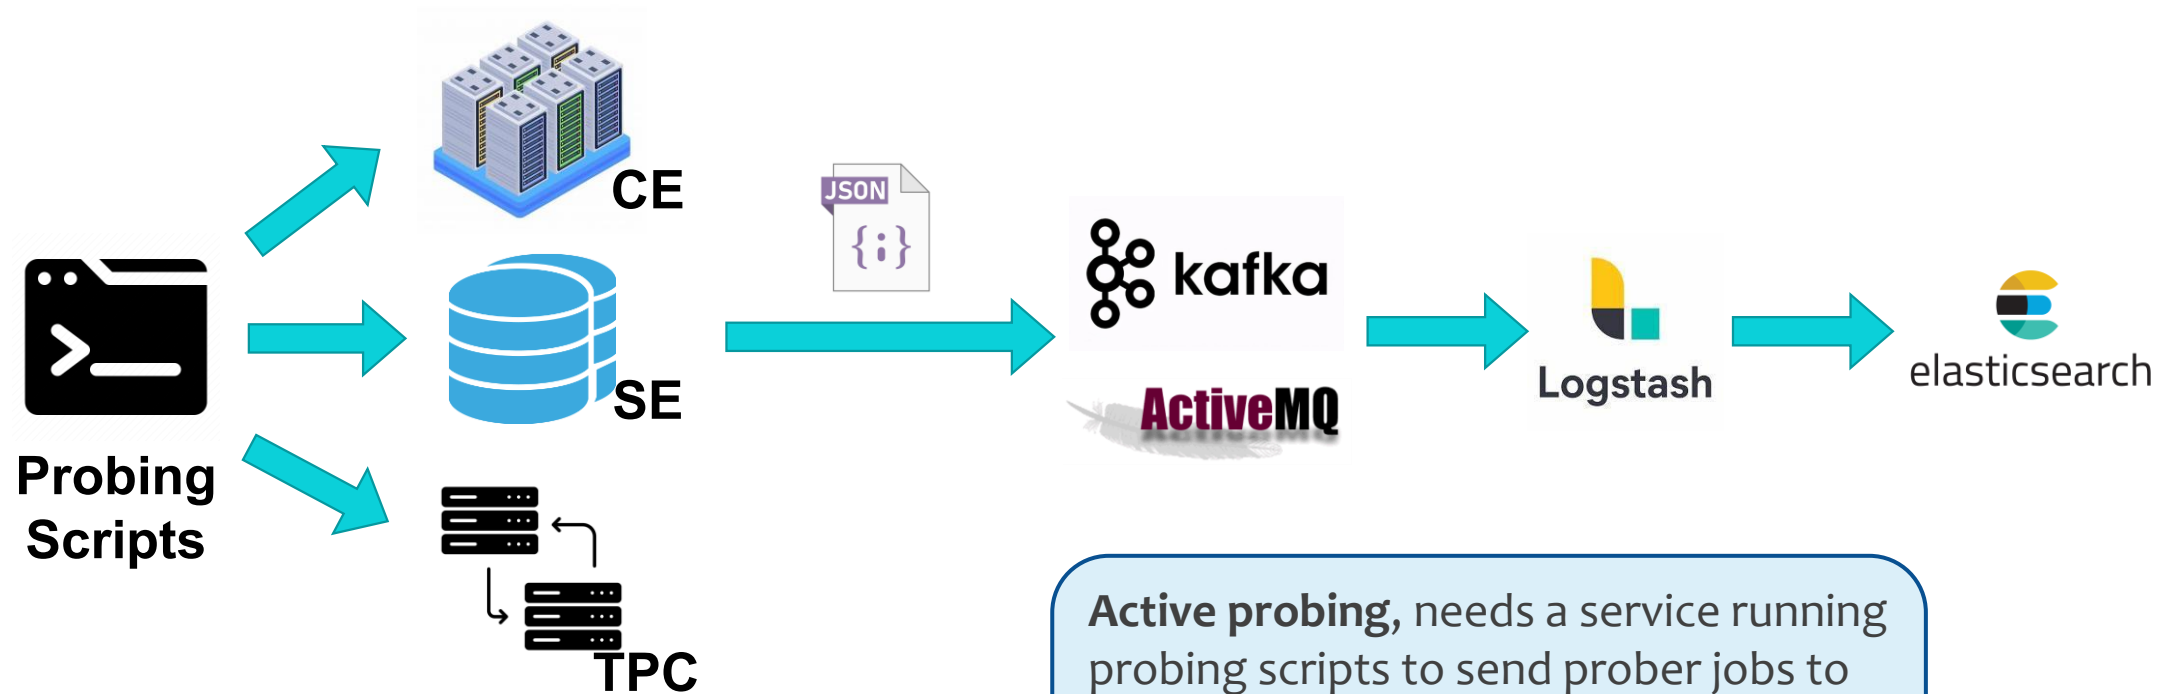 CE
JSON
{;}
kafka
SE
ActiveMQ
Logstash
elasticsearch
>_
Probing
Scripts
TPC
Active probing, needs a service running
probing scripts to send prober jobs to